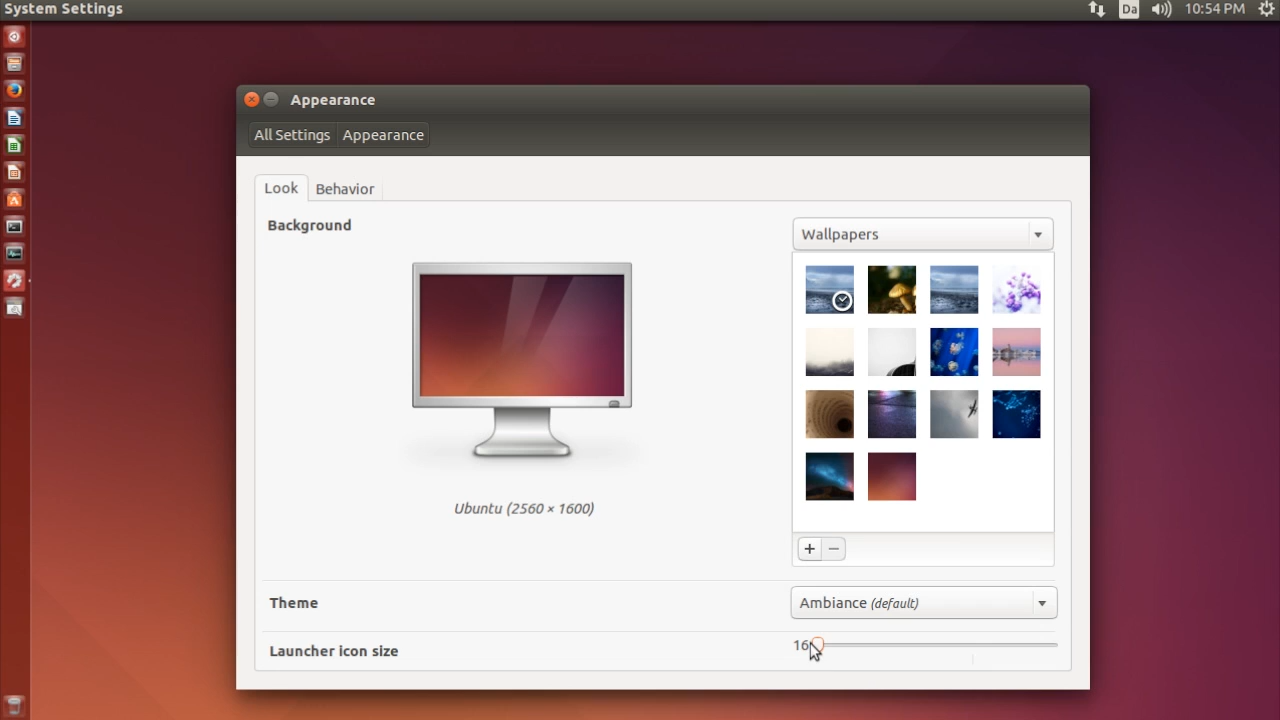 System Settings
Da
10:54 PM
Appearance
All Settings
Appearance
Look
Behavior
Background
Wallpapers
Ubuntu (2560 × 1600)
+
−
Theme
Ambiance (default)
Launcher icon size
16